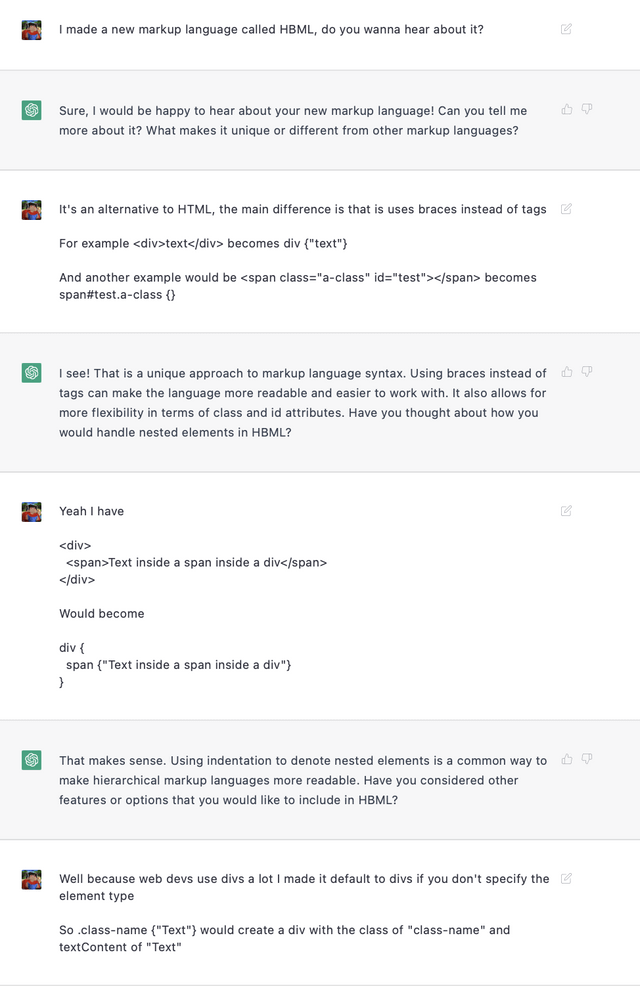 I made a new markup language called HBML, do you wanna hear about it?
Sure, I would be happy to hear about your new markup language! Can you tell me
more about it? What makes it unique or different from other markup languages?
It's an alternative to HTML, the main difference is that is uses braces instead of tags
For example <div>text</div> becomes div {"text"}
And another example would be <span class="a-class" id="test"></span> becomes
span#test.a-class {}
I see! That is a unique approach to markup language syntax. Using braces instead of
tags can make the language more readable and easier to work with. It also allows for
more flexibility in terms of class and id attributes. Have you thought about how you
would handle nested elements in HBML?
Yeah I have
<div>
  <span>Text inside a span inside a div</span>
</div>
Would become
div {
  span {"Text inside a span inside a div"}
}
That makes sense. Using indentation to denote nested elements is a common way to
make hierarchical markup languages more readable. Have you considered other
features or options that you would like to include in HBML?
Well because web devs use divs a lot I made it default to divs if you don't specify the
element type
So .class-name {"Text"} would create a div with the class of "class-name" and
textContent of "Text"